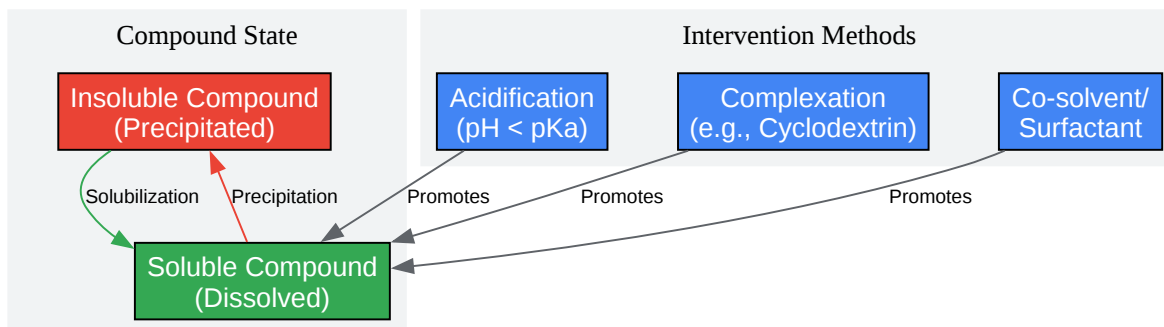 Compound State
Intervention Methods
Insoluble Compound
(Precipitated)
Acidification
(pH < pKa)
Complexation
(e.g., Cyclodextrin)
Co-solvent/
Surfactant
Solubilization
Precipitation
Promotes
Promotes
Promotes
Soluble Compound
(Dissolved)